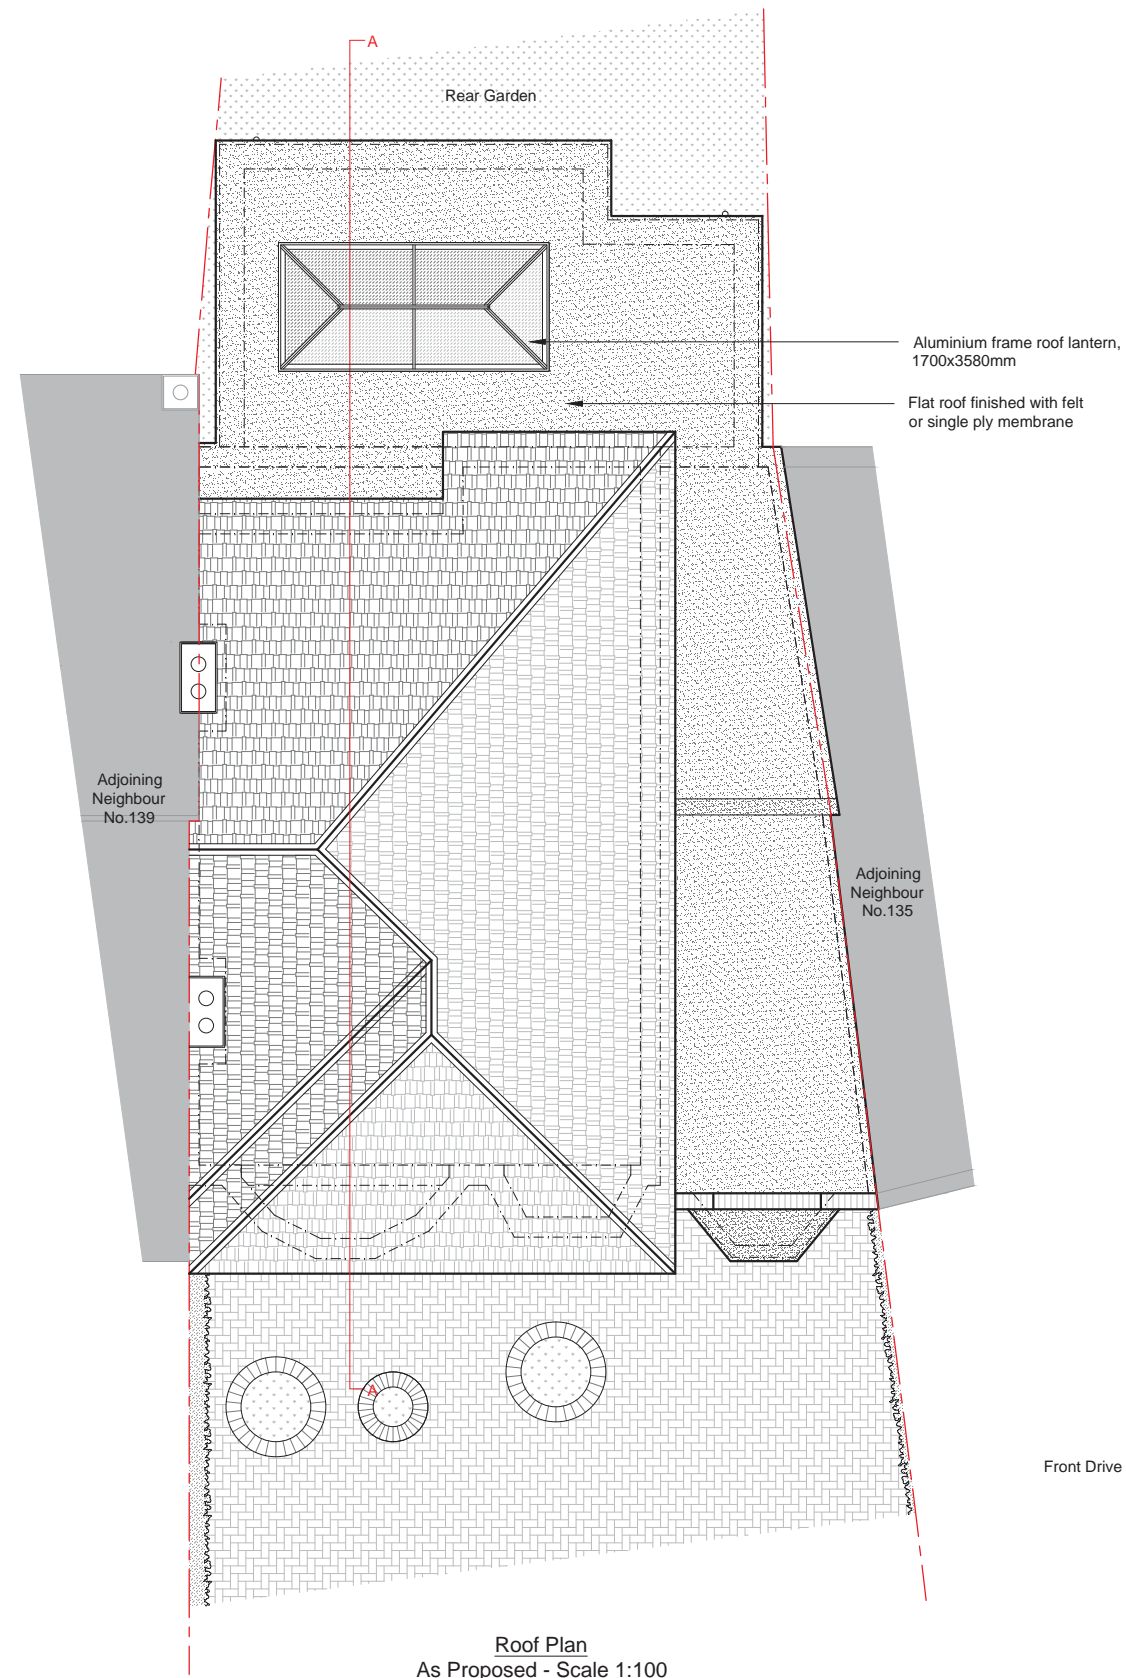 A
Rear Garden
Aluminium frame roof lantern,
1700x3580mm
Flat roof finished with felt
or single ply membrane
Adjoining
Neighbour
No.139
Adjoining
Neighbour
No.135
A
Front Drive
Roof Plan
As Proposed - Scale 1:100